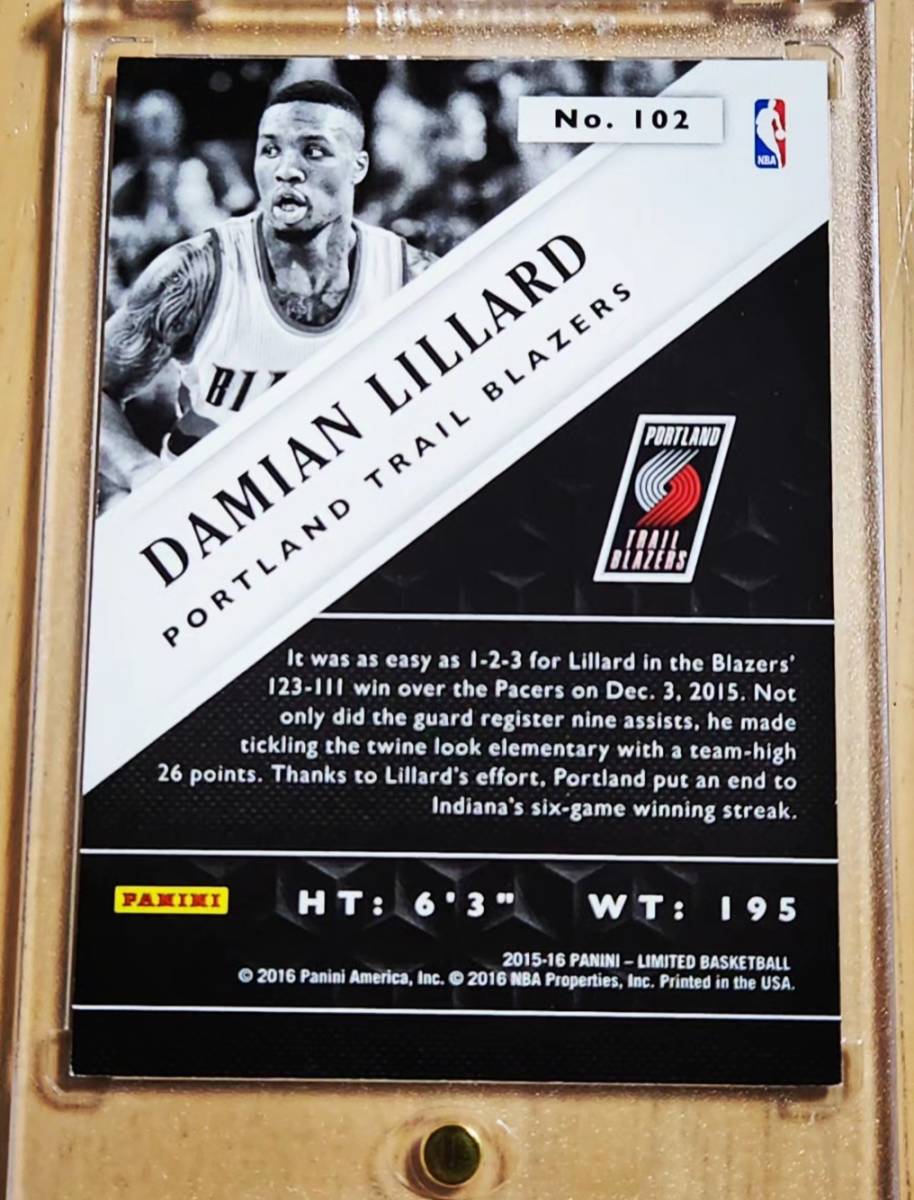 No. 102
NBA
BL
DAMIAN LILLARD
PORTLAND TRAIL BLAZERS
PORTLAND
TRAIL
BLAZERS
It was as easy as 1-2-3 for Lillard in the Blazers'
123-111 win over the Pacers on Dec. 3, 2015. Not
only did the guard register nine assists, he made
tickling the twine look elementary with a team-high
26 points. Thanks to Lillard's effort, Portland put an end to
Indiana's six-game winning streak.
PANINI HT: 6'3" WT: 195
2015-16 PANINI – LIMITED BASKETBALL
© 2016 Panini America, Inc. © 2016 NBA Properties, Inc. Printed in the USA.